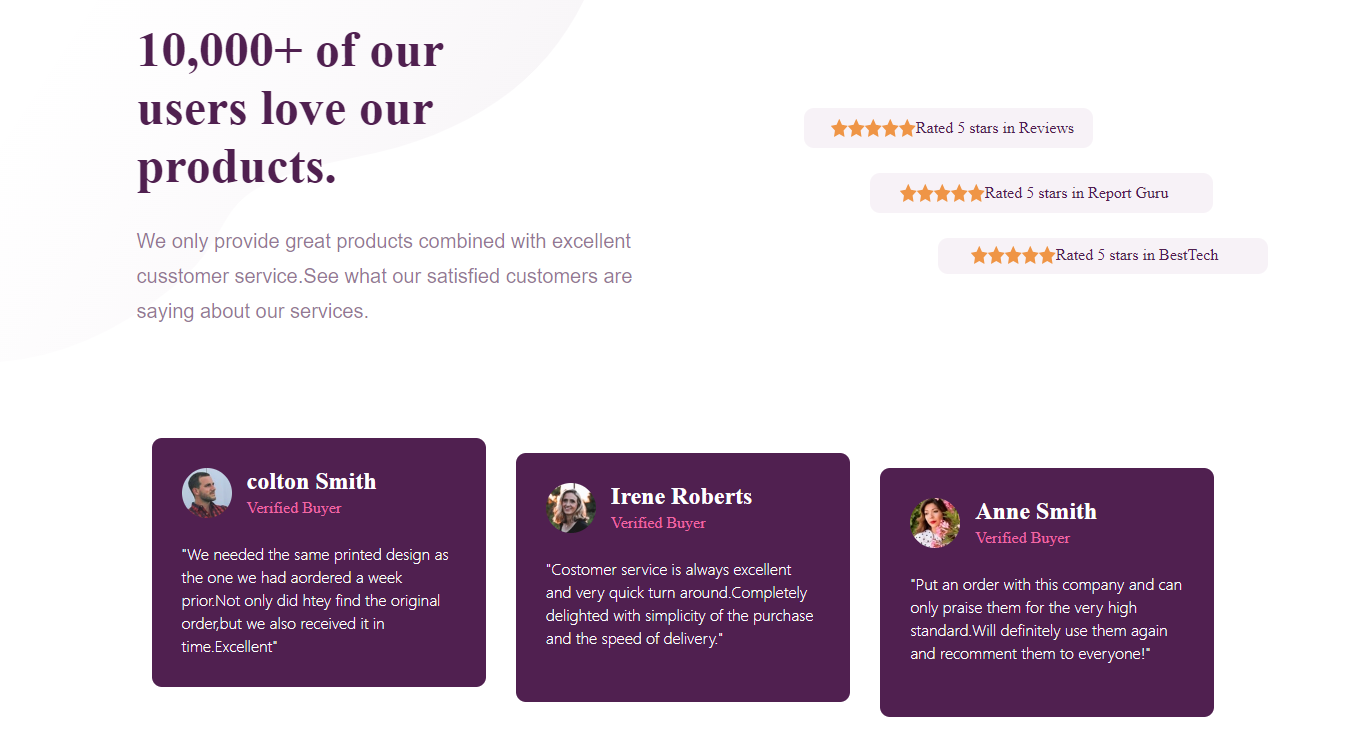 10,000+ of our
users love our
products.
We only provide great products combined with excellent
cusstomer service.See what our satisfied customers are
saying about our services.
Rated 5 stars in Reviews
Rated 5 stars in Report Guru
Rated 5 stars in BestTech
colton Smith
Verified Buyer
"We needed the same printed design as
the one we had aordered a week
prior.Not only did htey find the original
order,but we also received it in
time.Excellent"
Irene Roberts
Verified Buyer
"Costomer service is always excellent
and very quick turn around.Completely
delighted with simplicity of the purchase
and the speed of delivery."
Anne Smith
Verified Buyer
"Put an order with this company and can
only praise them for the very high
standard.Will definitely use them again
and recomment them to everyone!"